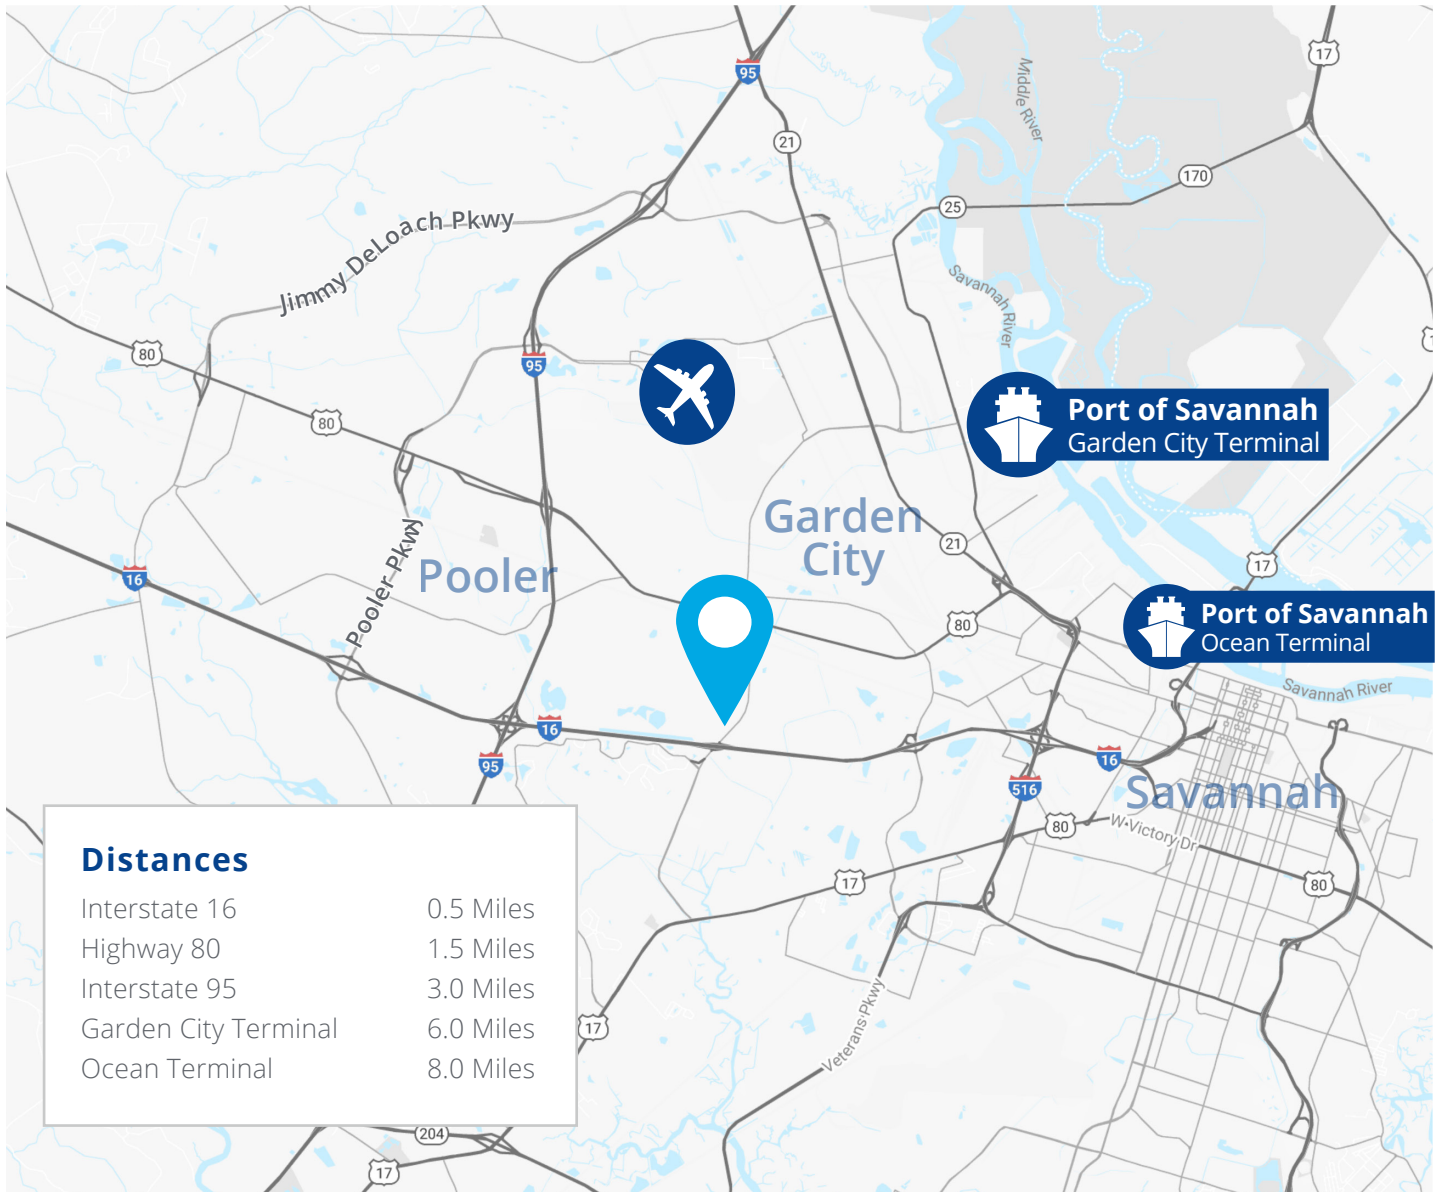 95
17
Middle River
21
170
25
Jimmy DeLoach Pkwy
Savannah River
80
95
80
Port of Savannah
Garden City Terminal
Garden
City
21
Pooler Pkwy
Pooler
16
17
80
Port of Savannah
Ocean Terminal
Savannah River
16
95
16
516
Savannah
80
W Victory Dr
17
80
Distances
Interstate 16 0.5 Miles
Highway 80 1.5 Miles
Interstate 95 3.0 Miles
Garden City Terminal 6.0 Miles
Ocean Terminal 8.0 Miles
17
Veterans Pkwy
204
17